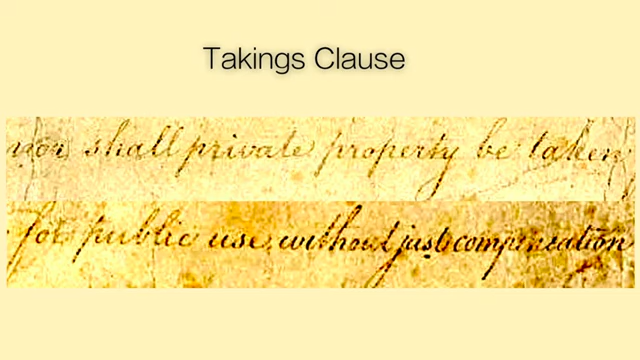 Takings Clause
nor shall private property be taken
for public use, without just compensation